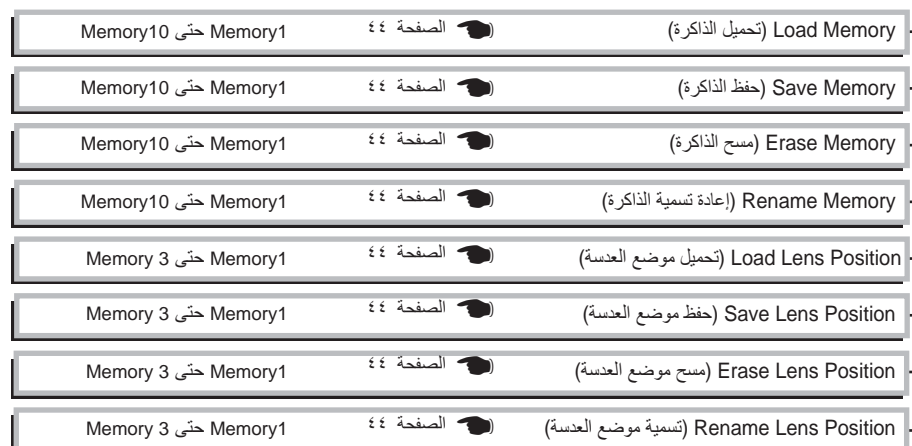 Load Memory (تحميل الذاكرة) الصفحة ٤٤ Memory1 حتى Memory10
Save Memory (حفظ الذاكرة) الصفحة ٤٤ Memory1 حتى Memory10
Erase Memory (مسح الذاكرة) الصفحة ٤٤ Memory1 حتى Memory10
Rename Memory (إعادة تسمية الذاكرة) الصفحة ٤٤ Memory1 حتى Memory10
Load Lens Position (تحميل موضع العدسة) الصفحة ٤٤ Memory1 حتى Memory 3
Save Lens Position (حفظ موضع العدسة) الصفحة ٤٤ Memory1 حتى Memory 3
Erase Lens Position (مسح موضع العدسة) الصفحة ٤٤ Memory1 حتى Memory 3
Rename Lens Position (تسمية موضع العدسة) الصفحة ٤٤ Memory1 حتى Memory 3